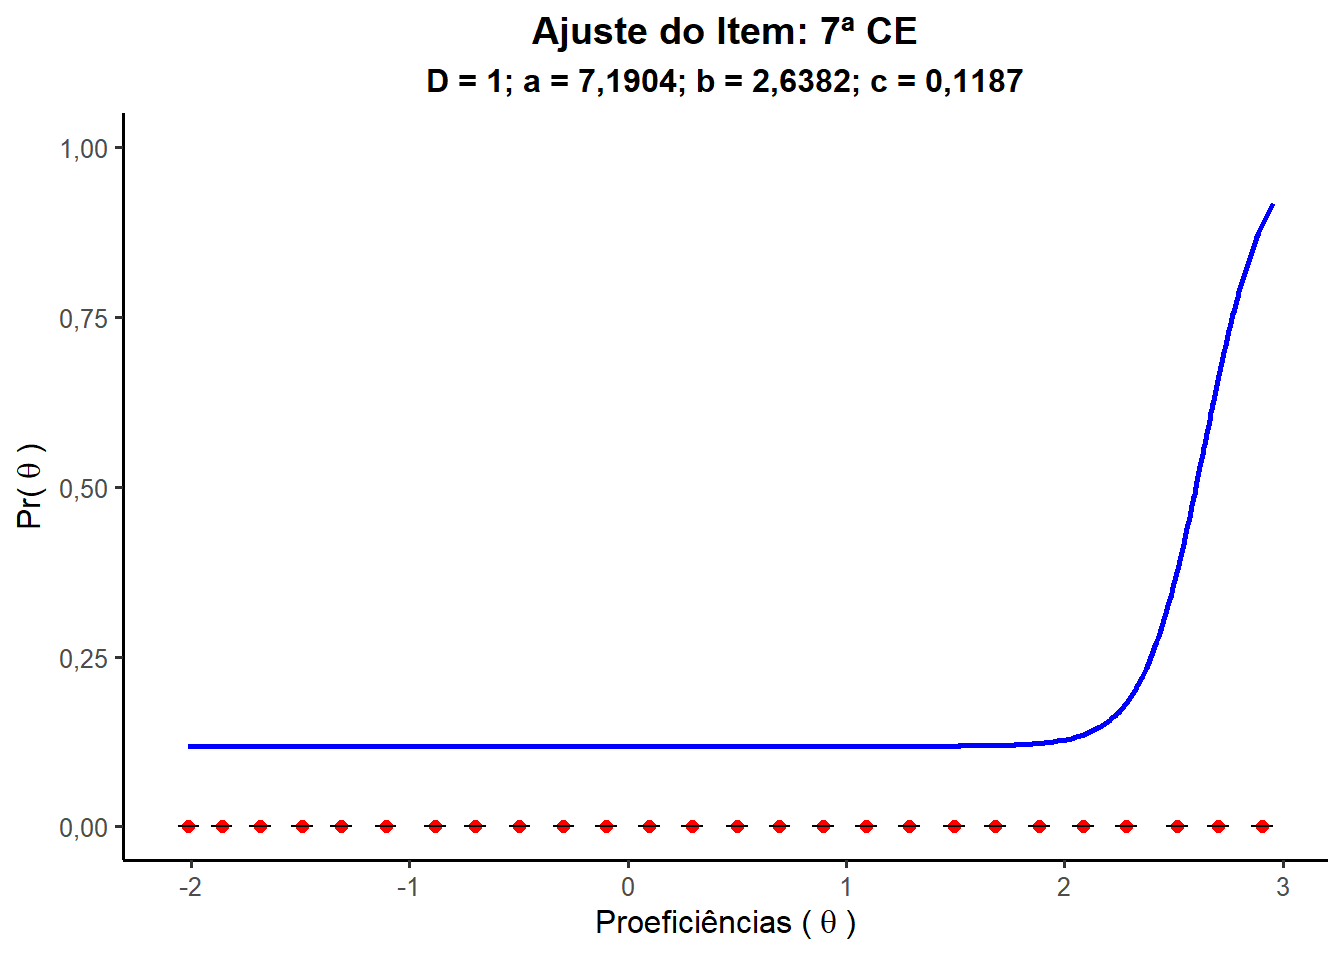 Ajuste do Item: 7ª CE
D = 1; a = 7,1904; b = 2,6382; c = 0,1187
Pr( θ )
1,00
0,75
0,50
0,25
0,00
-2 -1 0 1 2 3
Proeficiências ( θ )